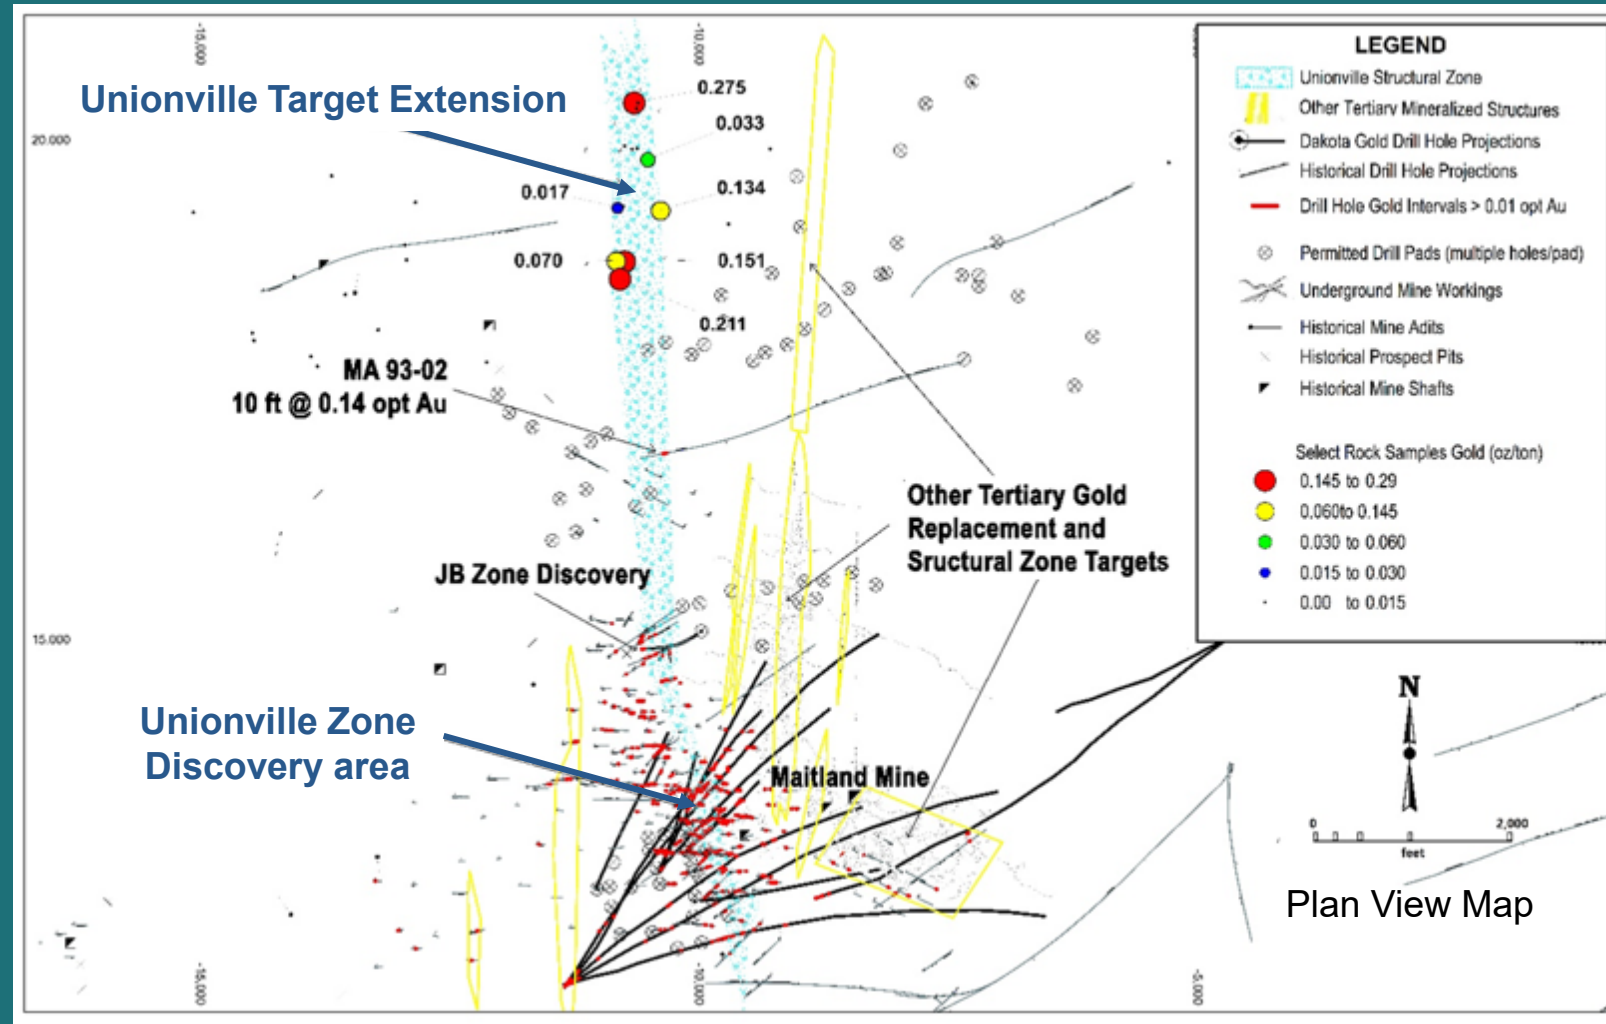 -15,000
-10,000
Unionville Target Extension
0.275
0.033
20.000
0.134
0.017
0.070
0.151
0.211
MA 93-02
10 ft @ 0.14 opt Au
Other Tertiary Gold
Replacement and
Sructural Zone Targets
JB Zone Discovery
15.000
Unionville Zone
Discovery area
Maitland Mine
-15,000
-10,000
-5,000
LEGEND
Unionville Structural Zone
Other Tertiary Mineralized Structures
Dakota Gold Drill Hole Projections
Historical Drill Hole Projections
Drill Hole Gold Intervals > 0.01 opt Au
Permitted Drill Pads (multiple holes/pad)
Underground Mine Workings
Historical Mine Adits
Historical Prospect Pits
Historical Mine Shafts
Select Rock Samples Gold (oz/ton)
0.145 to 0.29
0.060to 0.145
0.030 to 0.060
0.015 to 0.030
0.00 to 0.015
N
0 0 0 0 2,000
feet
Plan View Map